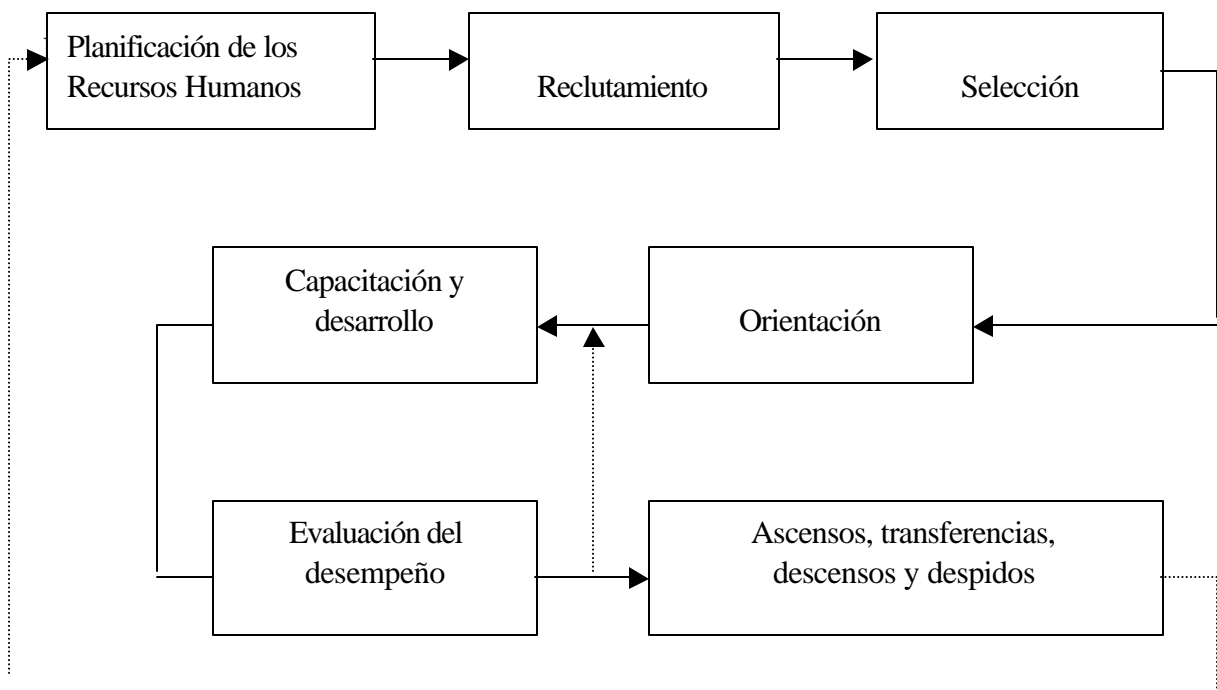 Planificación de los
Recursos Humanos
Reclutamiento
Selección
Capacitación y
desarrollo
Orientación
Evaluación del
desempeño
Ascensos, transferencias,
descensos y despidos